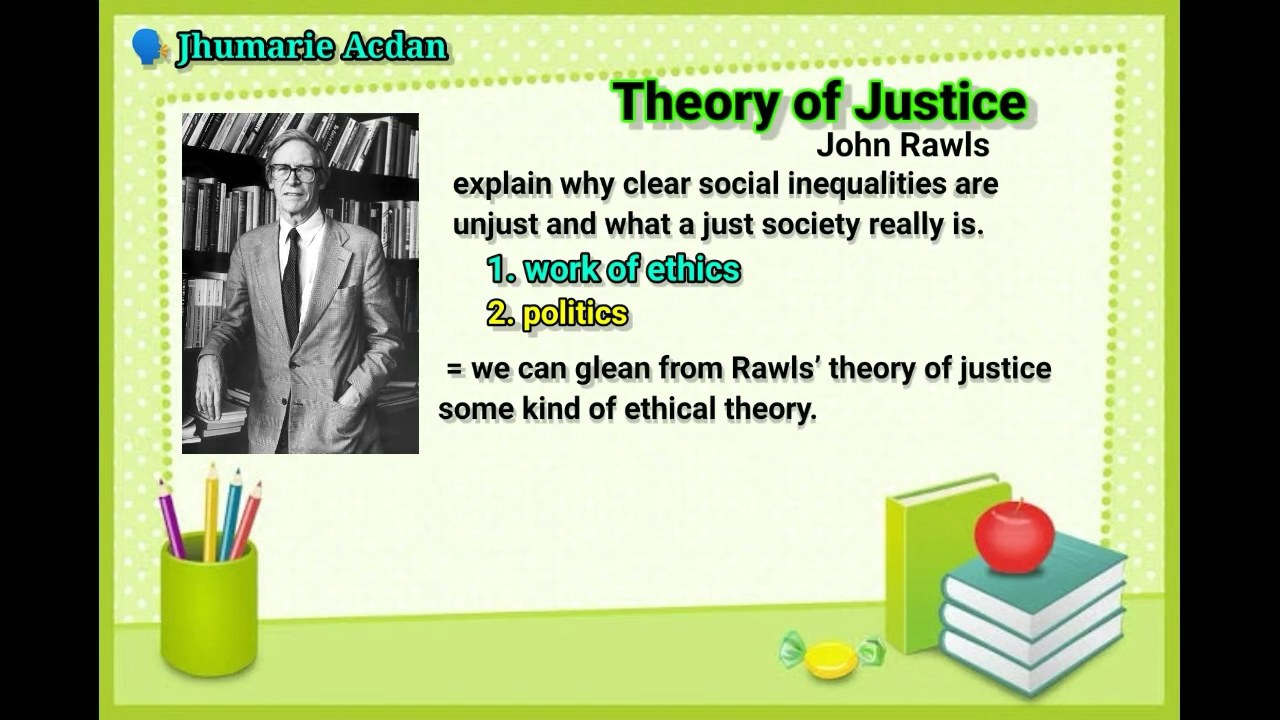 Jhumarie Acdan
Theory of Justice
John Rawls
explain why clear social inequalities are
unjust and what a just society really is.
1. work of ethics
2. politics
= we can glean from Rawls’ theory of justice
some kind of ethical theory.